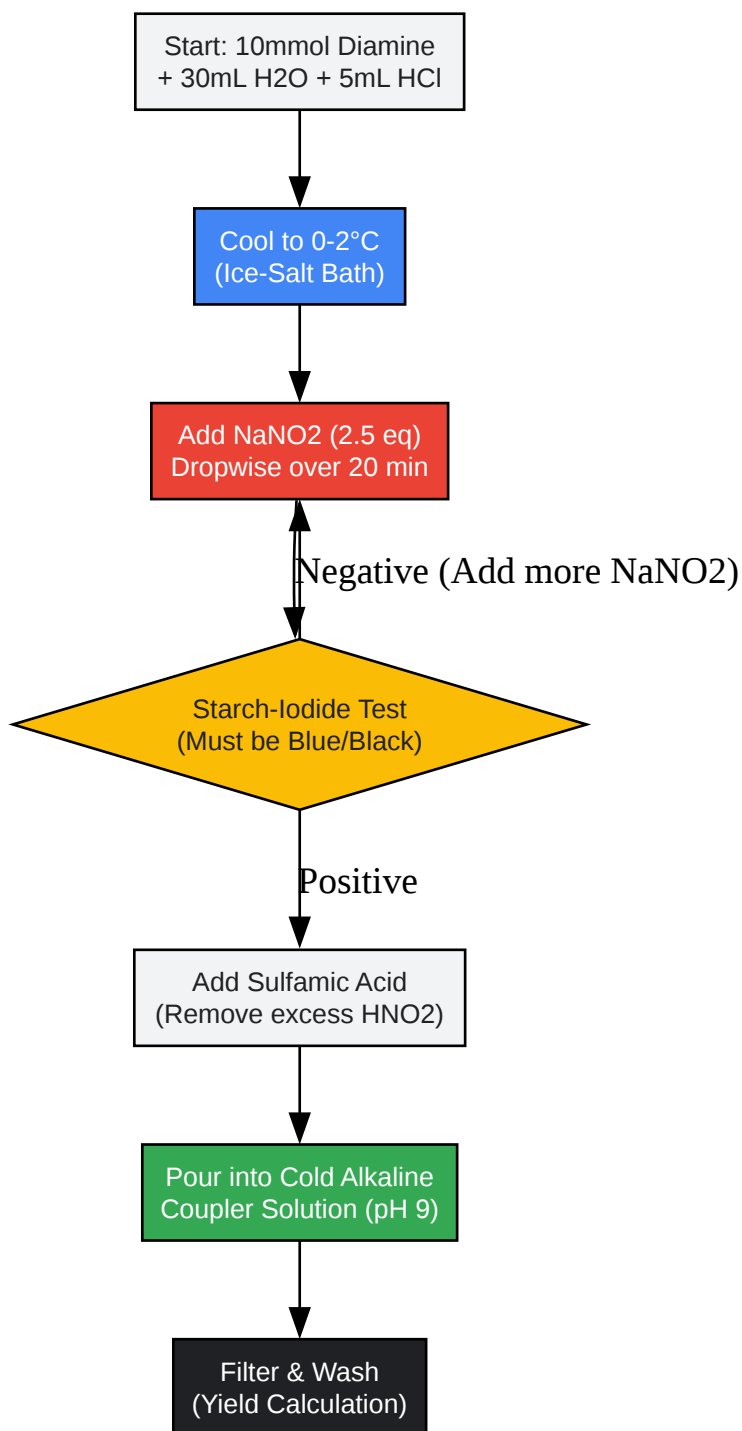 Start: 10mmol Diamine
+ 30mL H2O + 5mL HCl
Cool to 0-2°C
(Ice-Salt Bath)
Add NaNO2 (2.5 eq)
Dropwise over 20 min
Negative (Add more NaNO2)
Starch-Iodide Test
(Must be Blue/Black)
Positive
Add Sulfamic Acid
(Remove excess HNO2)
Pour into Cold Alkaline
Coupler Solution (pH 9)
Filter & Wash
(Yield Calculation)